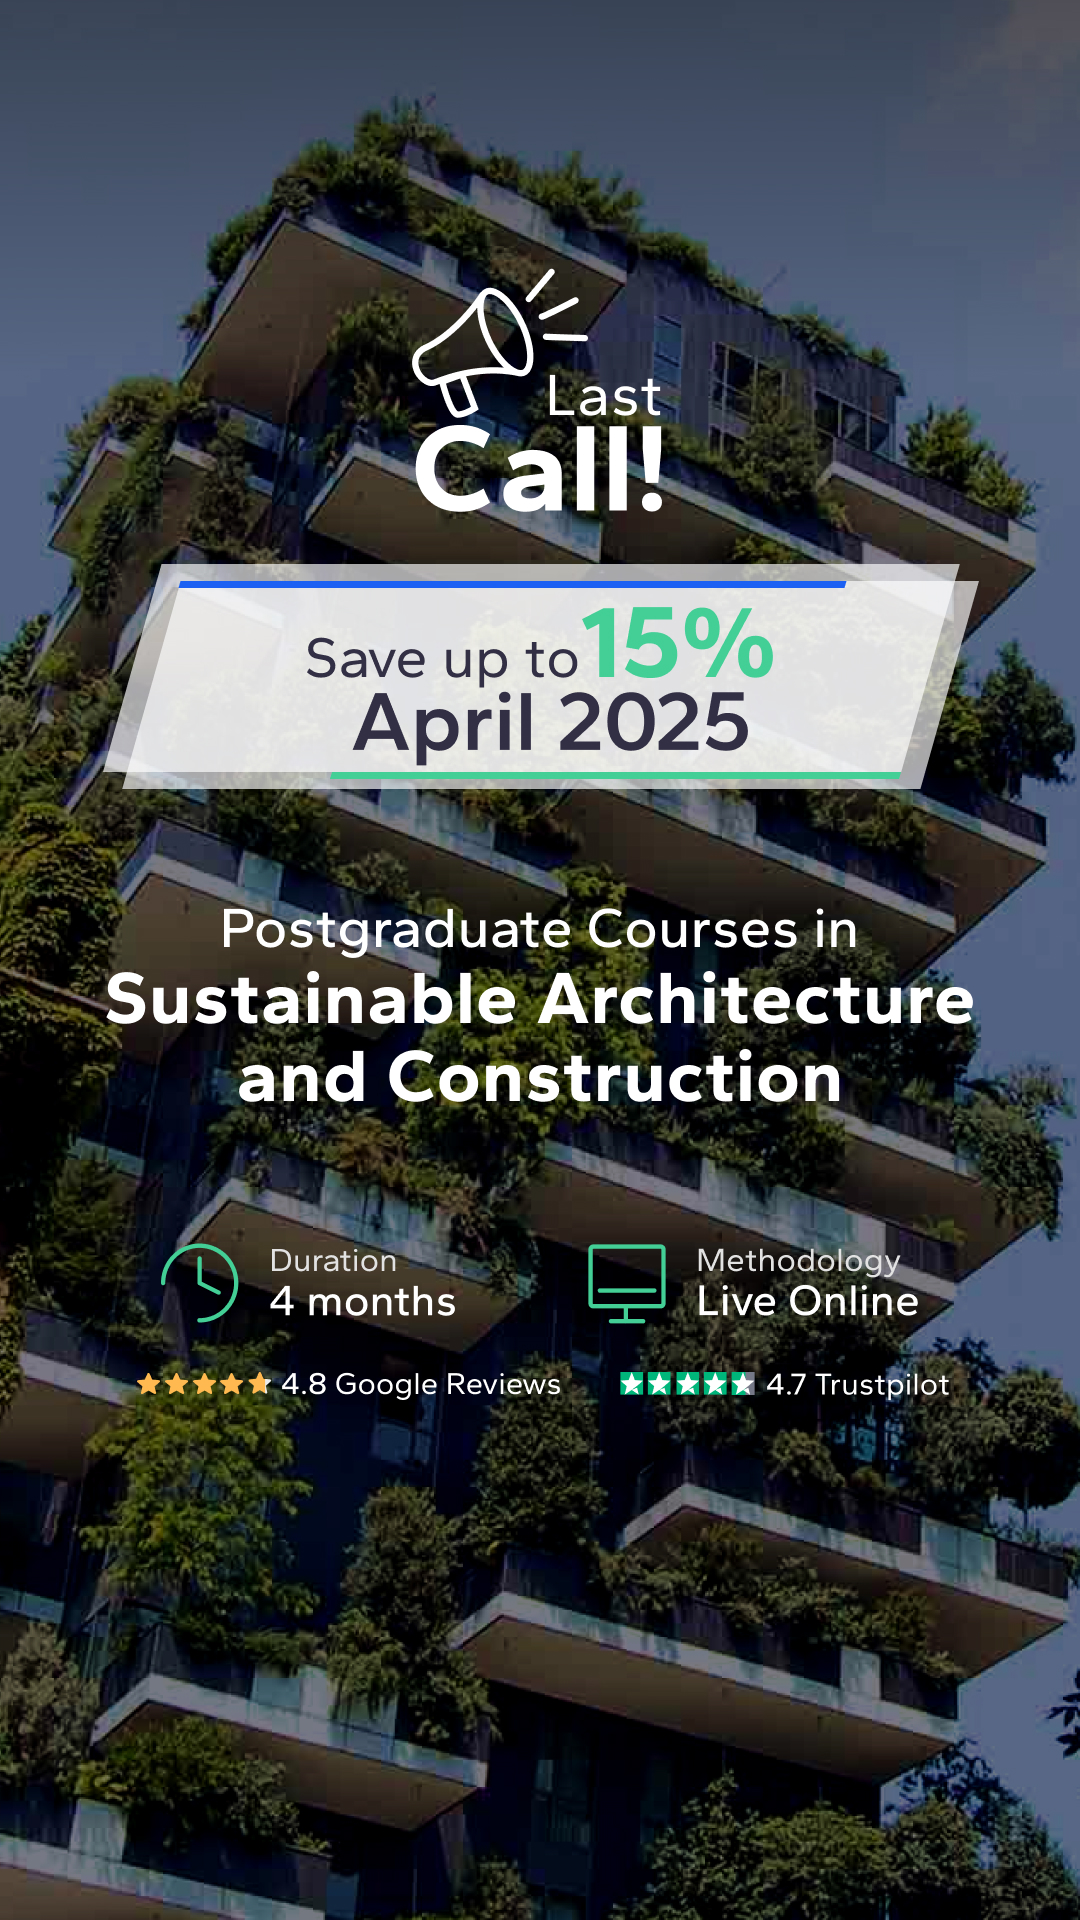 Last
Call!
Save up to 15%
April 2025
Postgraduate Courses in
Sustainable Architecture
and Construction
Duration
4 months
Methodology
Live Online
4.8 Google Reviews
4.7 Trustpilot